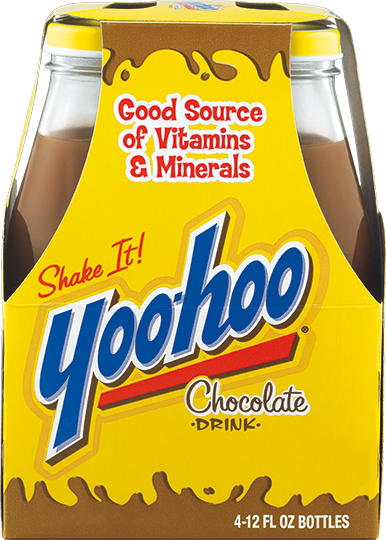 Good Source
of Vitamins
& Minerals
Shake It!
Yoo-hoo®
Chocolate
•DRINK•
4-12 FL OZ BOTTLES